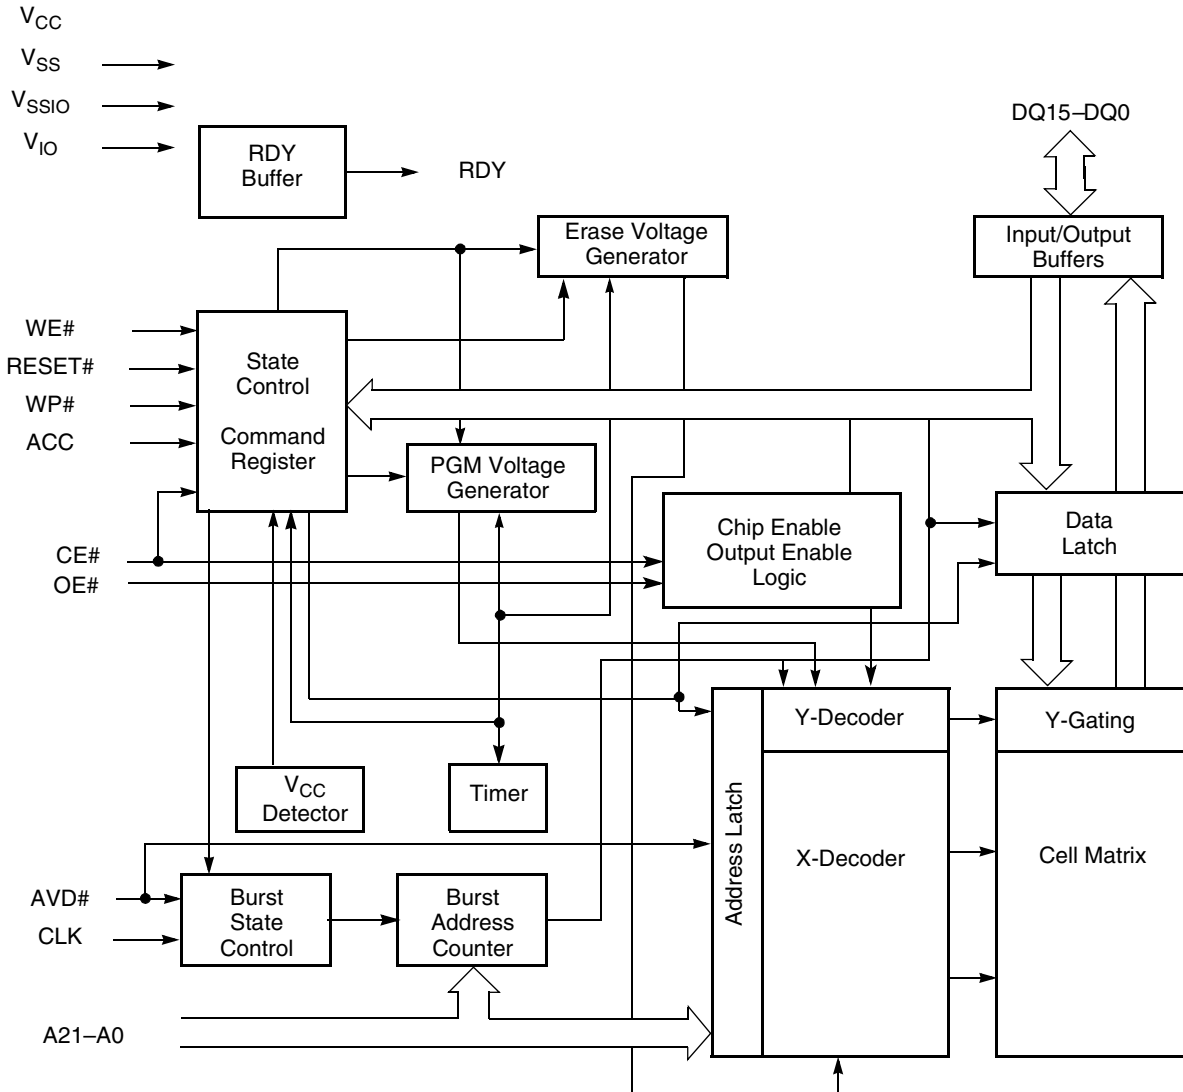 VCC
VSS
VSSIO
VIO
RDY
Buffer
RDY
DQ15–DQ0
Erase Voltage
Generator
Input/Output
Buffers
WE#
RESET#
WP#
ACC
State
Control
Command
Register
PGM Voltage
Generator
CE#
OE#
Chip Enable
Output Enable
Logic
Data
Latch
Y-Decoder
Y-Gating
VCC
Detector
Timer
Address Latch
X-Decoder
Cell Matrix
AVD#
CLK
Burst
State
Control
Burst
Address
Counter
A21–A0